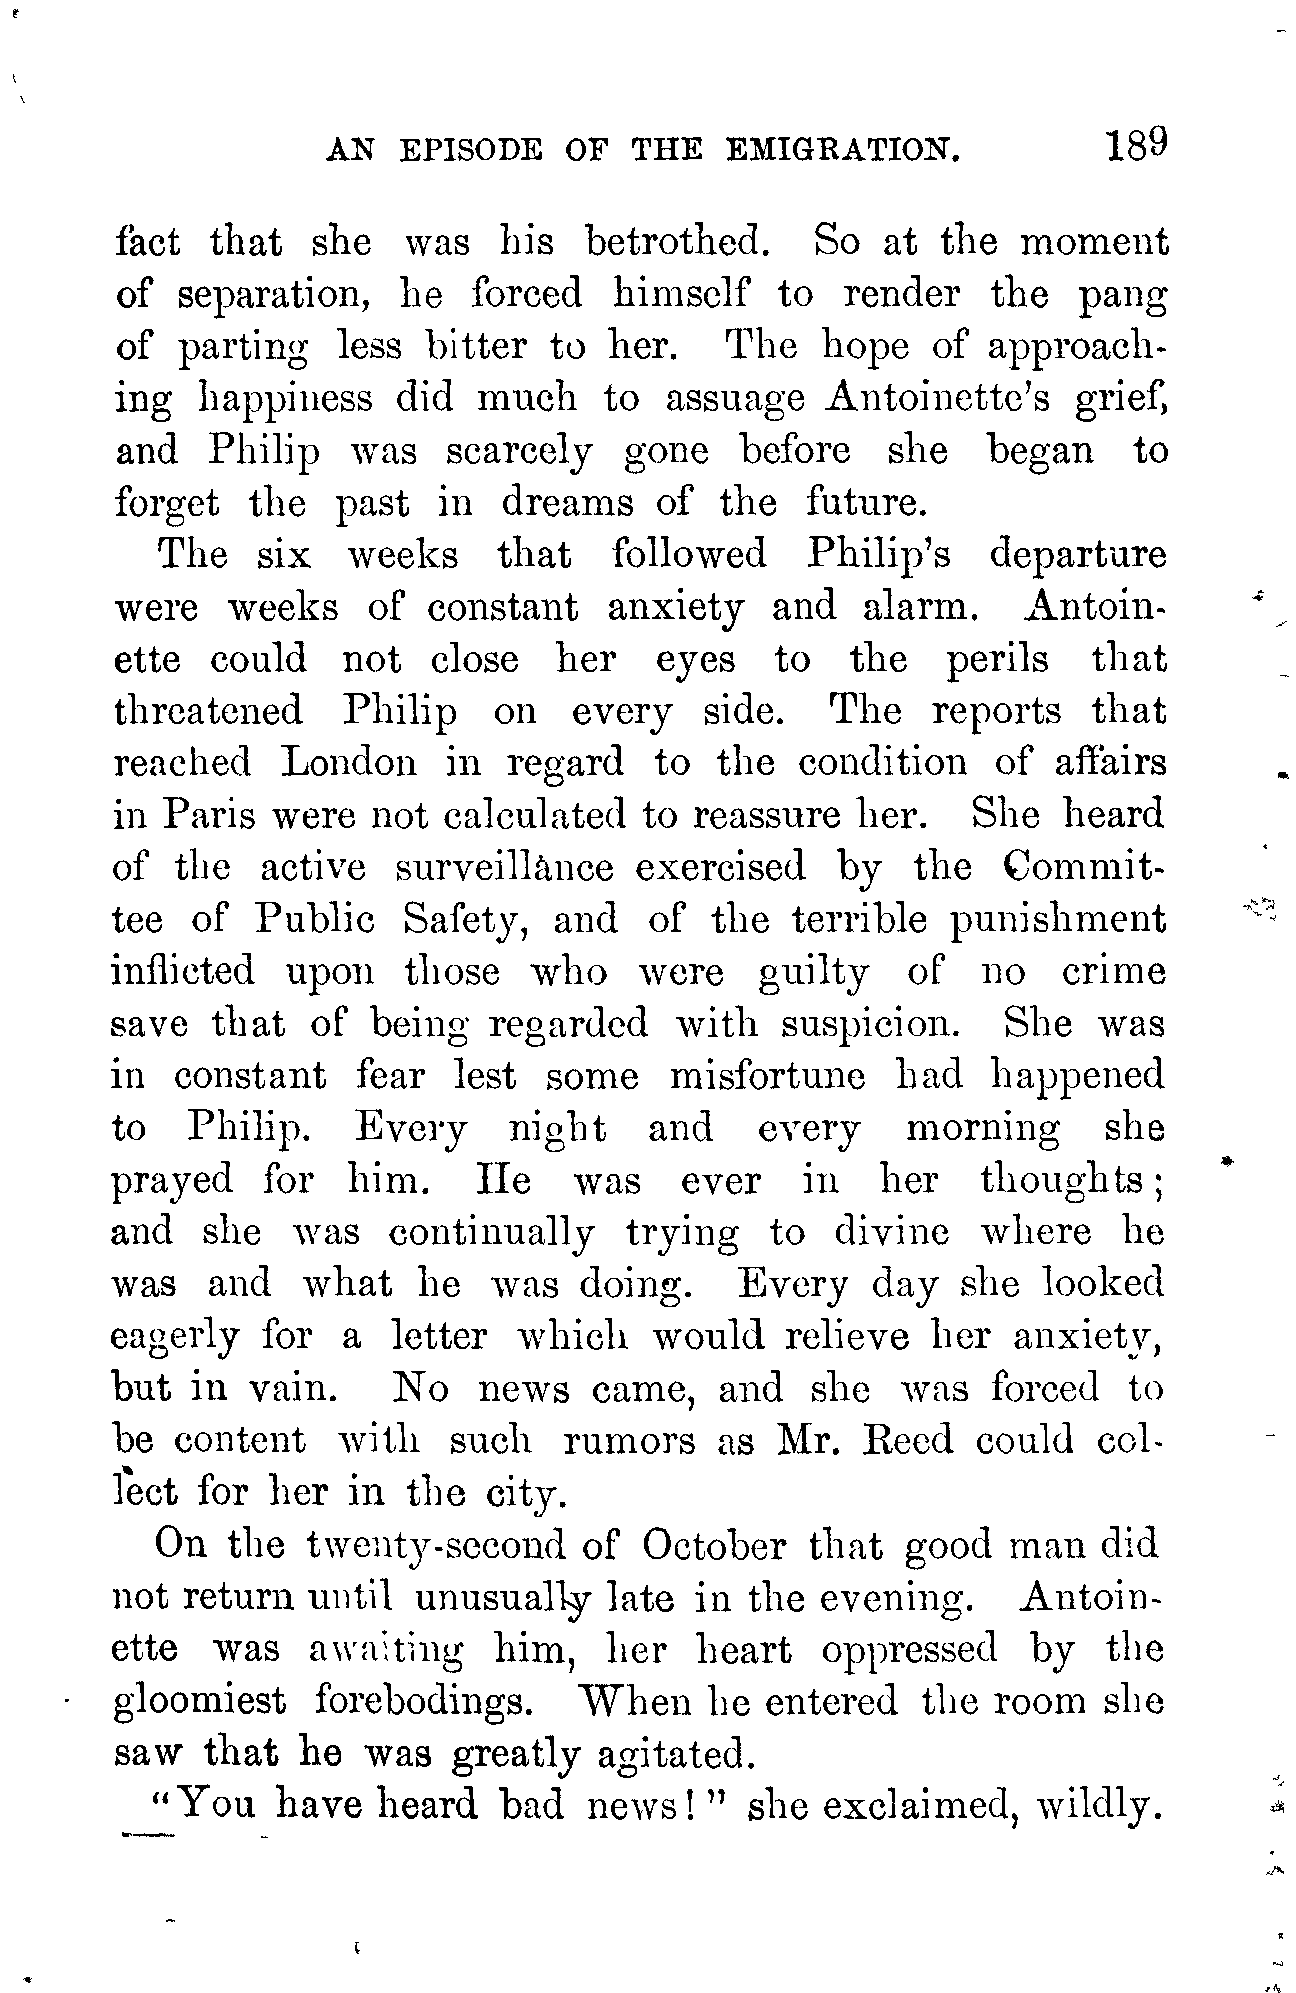 AN EPISODE OF THE EMIGRATION. 189
fact that she was his betrothed. So at the moment
of separation, he forced himself to render the pang
of parting less bitter to her. The hope of approach-
ing happiness did much to assuage Antoinette's grief,
and Philip was scarcely gone before she began to
forget the past in dreams of the future.
The six weeks that followed Philip's departure
were weeks of constant anxiety and alarm. Antoin-
ette could not close her eyes to the perils that
threatened Philip on every side. The reports that
reached London in regard to the condition of affairs
in Paris were not calculated to reassure her. She heard
of the active surveillance exercised by the Commit-
tee of Public Safety, and of the terrible punishment
inflicted upon those who were guilty of no crime
save that of being regarded with suspicion. She was
in constant fear lest some misfortune had happened
to Philip. Every night and every morning she
prayed for him. He was ever in her thoughts;
and she was continually trying to divine where he
was and what he was doing. Every day she looked
eagerly for a letter which would relieve her anxiety,
but in vain. No news came, and she was forced to
be content with such rumors as Mr. Reed could col-
lect for her in the city.
On the twenty-second of October that good man did
not return until unusually late in the evening. Antoin-
ette was awaiting him, her heart oppressed by the
gloomiest forebodings. When he entered the room she
saw that he was greatly agitated.
"You have heard bad news!" she exclaimed, wildly.